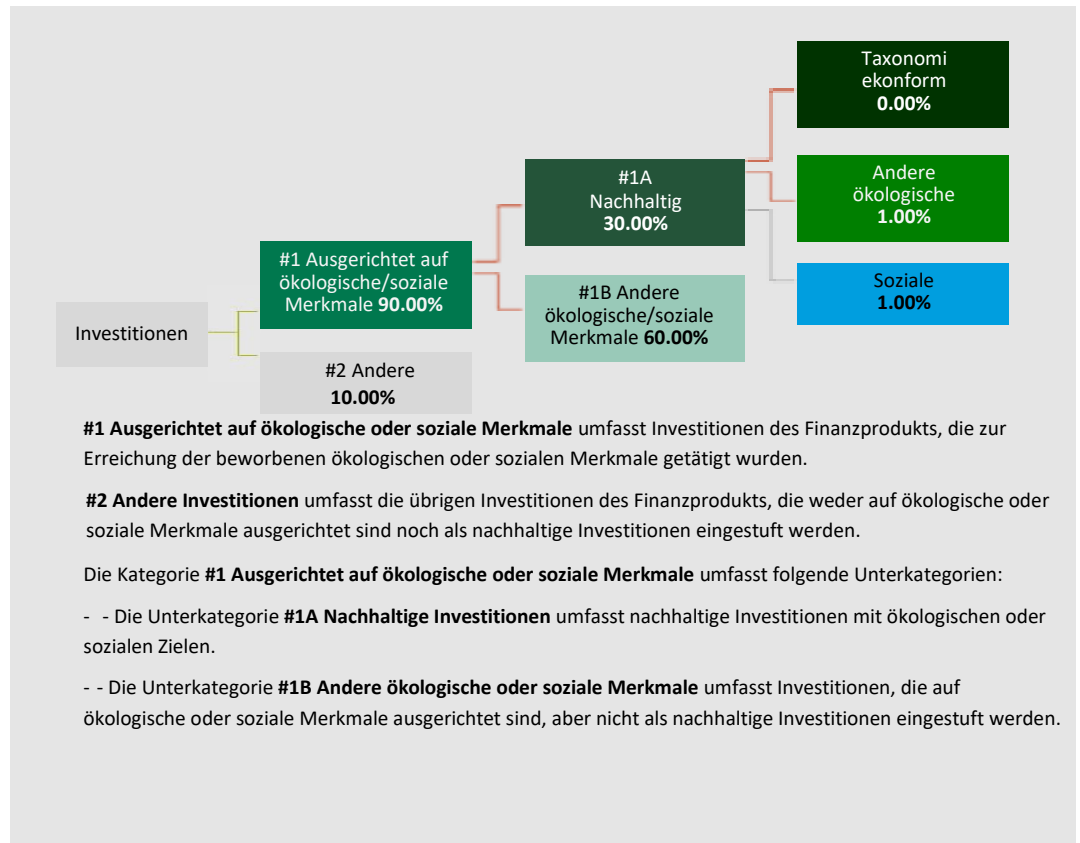 Investitionen
#1 Ausgerichtet auf
ökologische/soziale
Merkmale 90.00%
#2 Andere
10.00%
#1A
Nachhaltig
30.00%
#1B Andere
ökologische/soziale
Merkmale 60.00%
Taxonomi
ekonform
0.00%
Andere
ökologische
1.00%
Soziale
1.00%
#1 Ausgerichtet auf ökologische oder soziale Merkmale umfasst Investitionen des Finanzprodukts, die zur
Erreichung der beworbenen ökologischen oder sozialen Merkmale getätigt wurden.
#2 Andere Investitionen umfasst die übrigen Investitionen des Finanzprodukts, die weder auf ökologische oder
soziale Merkmale ausgerichtet sind noch als nachhaltige Investitionen eingestuft werden.
Die Kategorie #1 Ausgerichtet auf ökologische oder soziale Merkmale umfasst folgende Unterkategorien:
- - Die Unterkategorie #1A Nachhaltige Investitionen umfasst nachhaltige Investitionen mit ökologischen oder
sozialen Zielen.
- - Die Unterkategorie #1B Andere ökologische oder soziale Merkmale umfasst Investitionen, die auf
ökologische oder soziale Merkmale ausgerichtet sind, aber nicht als nachhaltige Investitionen eingestuft werden.